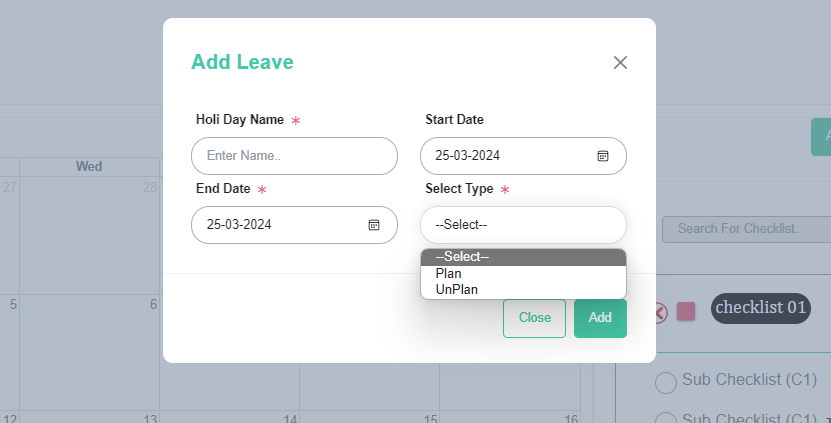 Add Leave
Holi Day Name *
Start Date
Enter Name..
25-03-2024
End Date *
Select Type *
25-03-2024
--Select--
--Select--
Plan
UnPlan
Close
Add
Wed
27
28
5
6
12
13
14
15
16
Search For Checklist..
checklist 01
Sub Checklist (C1)
Sub Checklist (C1)